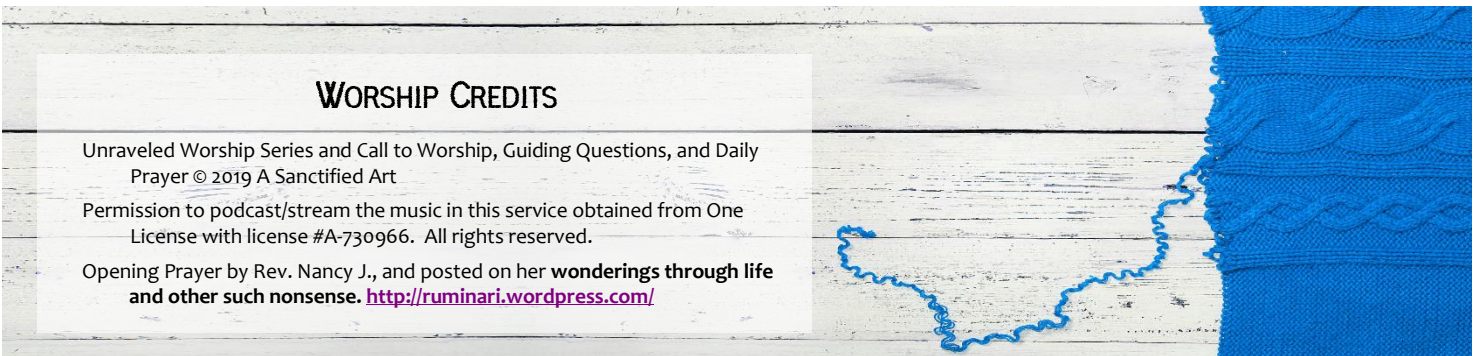 WORSHIP CREDITS
Unraveled Worship Series and Call to Worship, Guiding Questions, and Daily
Prayer © 2019 A Sanctified Art
Permission to podcast/stream the music in this service obtained from One
License with license #A-730966. All rights reserved.
Opening Prayer by Rev. Nancy J., and posted on her wonderings through life
and other such nonsense. http://ruminari.wordpress.com/